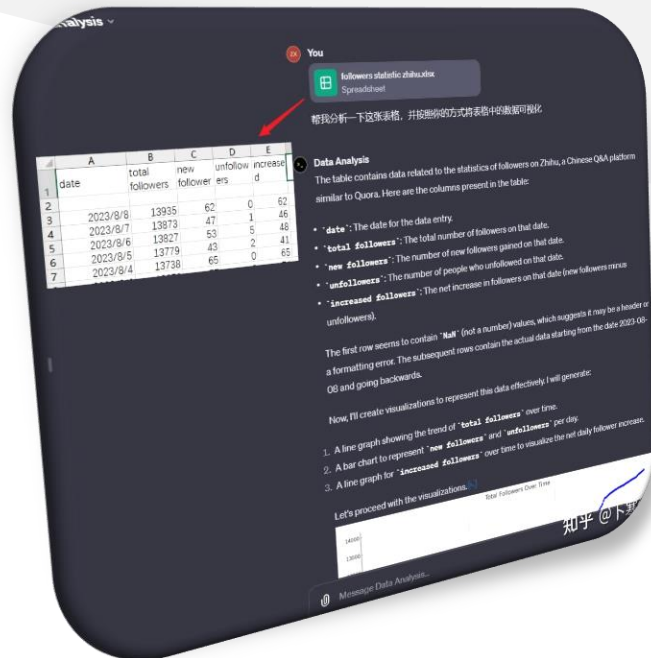 alysis
ZX You
followers statistic zhihu.xlsx
Spreadsheet
帮我分析一下这张表格，并按照你的方式将表格中的数据可视化
A B C D E
1 date total followers new follower unfollow ers increase d
2
3 2023/8/8 13935 62 0 62
4 2023/8/7 13873 47 1 46
5 2023/8/6 13827 53 5 48
6 2023/8/5 13779 43 2 41
7 2023/8/4 13738 65 0 65
Data Analysis
The table contains data related to the statistics of followers on Zhihu, a Chinese Q&A platform
similar to Quora. Here are the columns present in the table:
• `date`: The date for the data entry.
• `total followers`: The total number of followers on that date.
• `new followers`: The number of new followers gained on that date.
• `unfollowers`: The number of people who unfollowed on that date.
• `increased followers`: The net increase in followers on that date (new followers minus
unfollowers).
The first row seems to contain `NaN` (not a number) values, which suggests it may be a header or
a formatting error. The subsequent rows contain the actual data starting from the date 2023-08-
08 and going backwards.
Now, I'll create visualizations to represent this data effectively. I will generate:
1. A line graph showing the trend of `total followers` over time.
2. A bar chart to represent `new followers` and `unfollowers` per day.
3. A line graph for `increased followers` over time to visualize the net daily follower increase.
Let's proceed with the visualizations.
Total Followers Over Time
14000
知乎 @卞
Message Data Analysis...